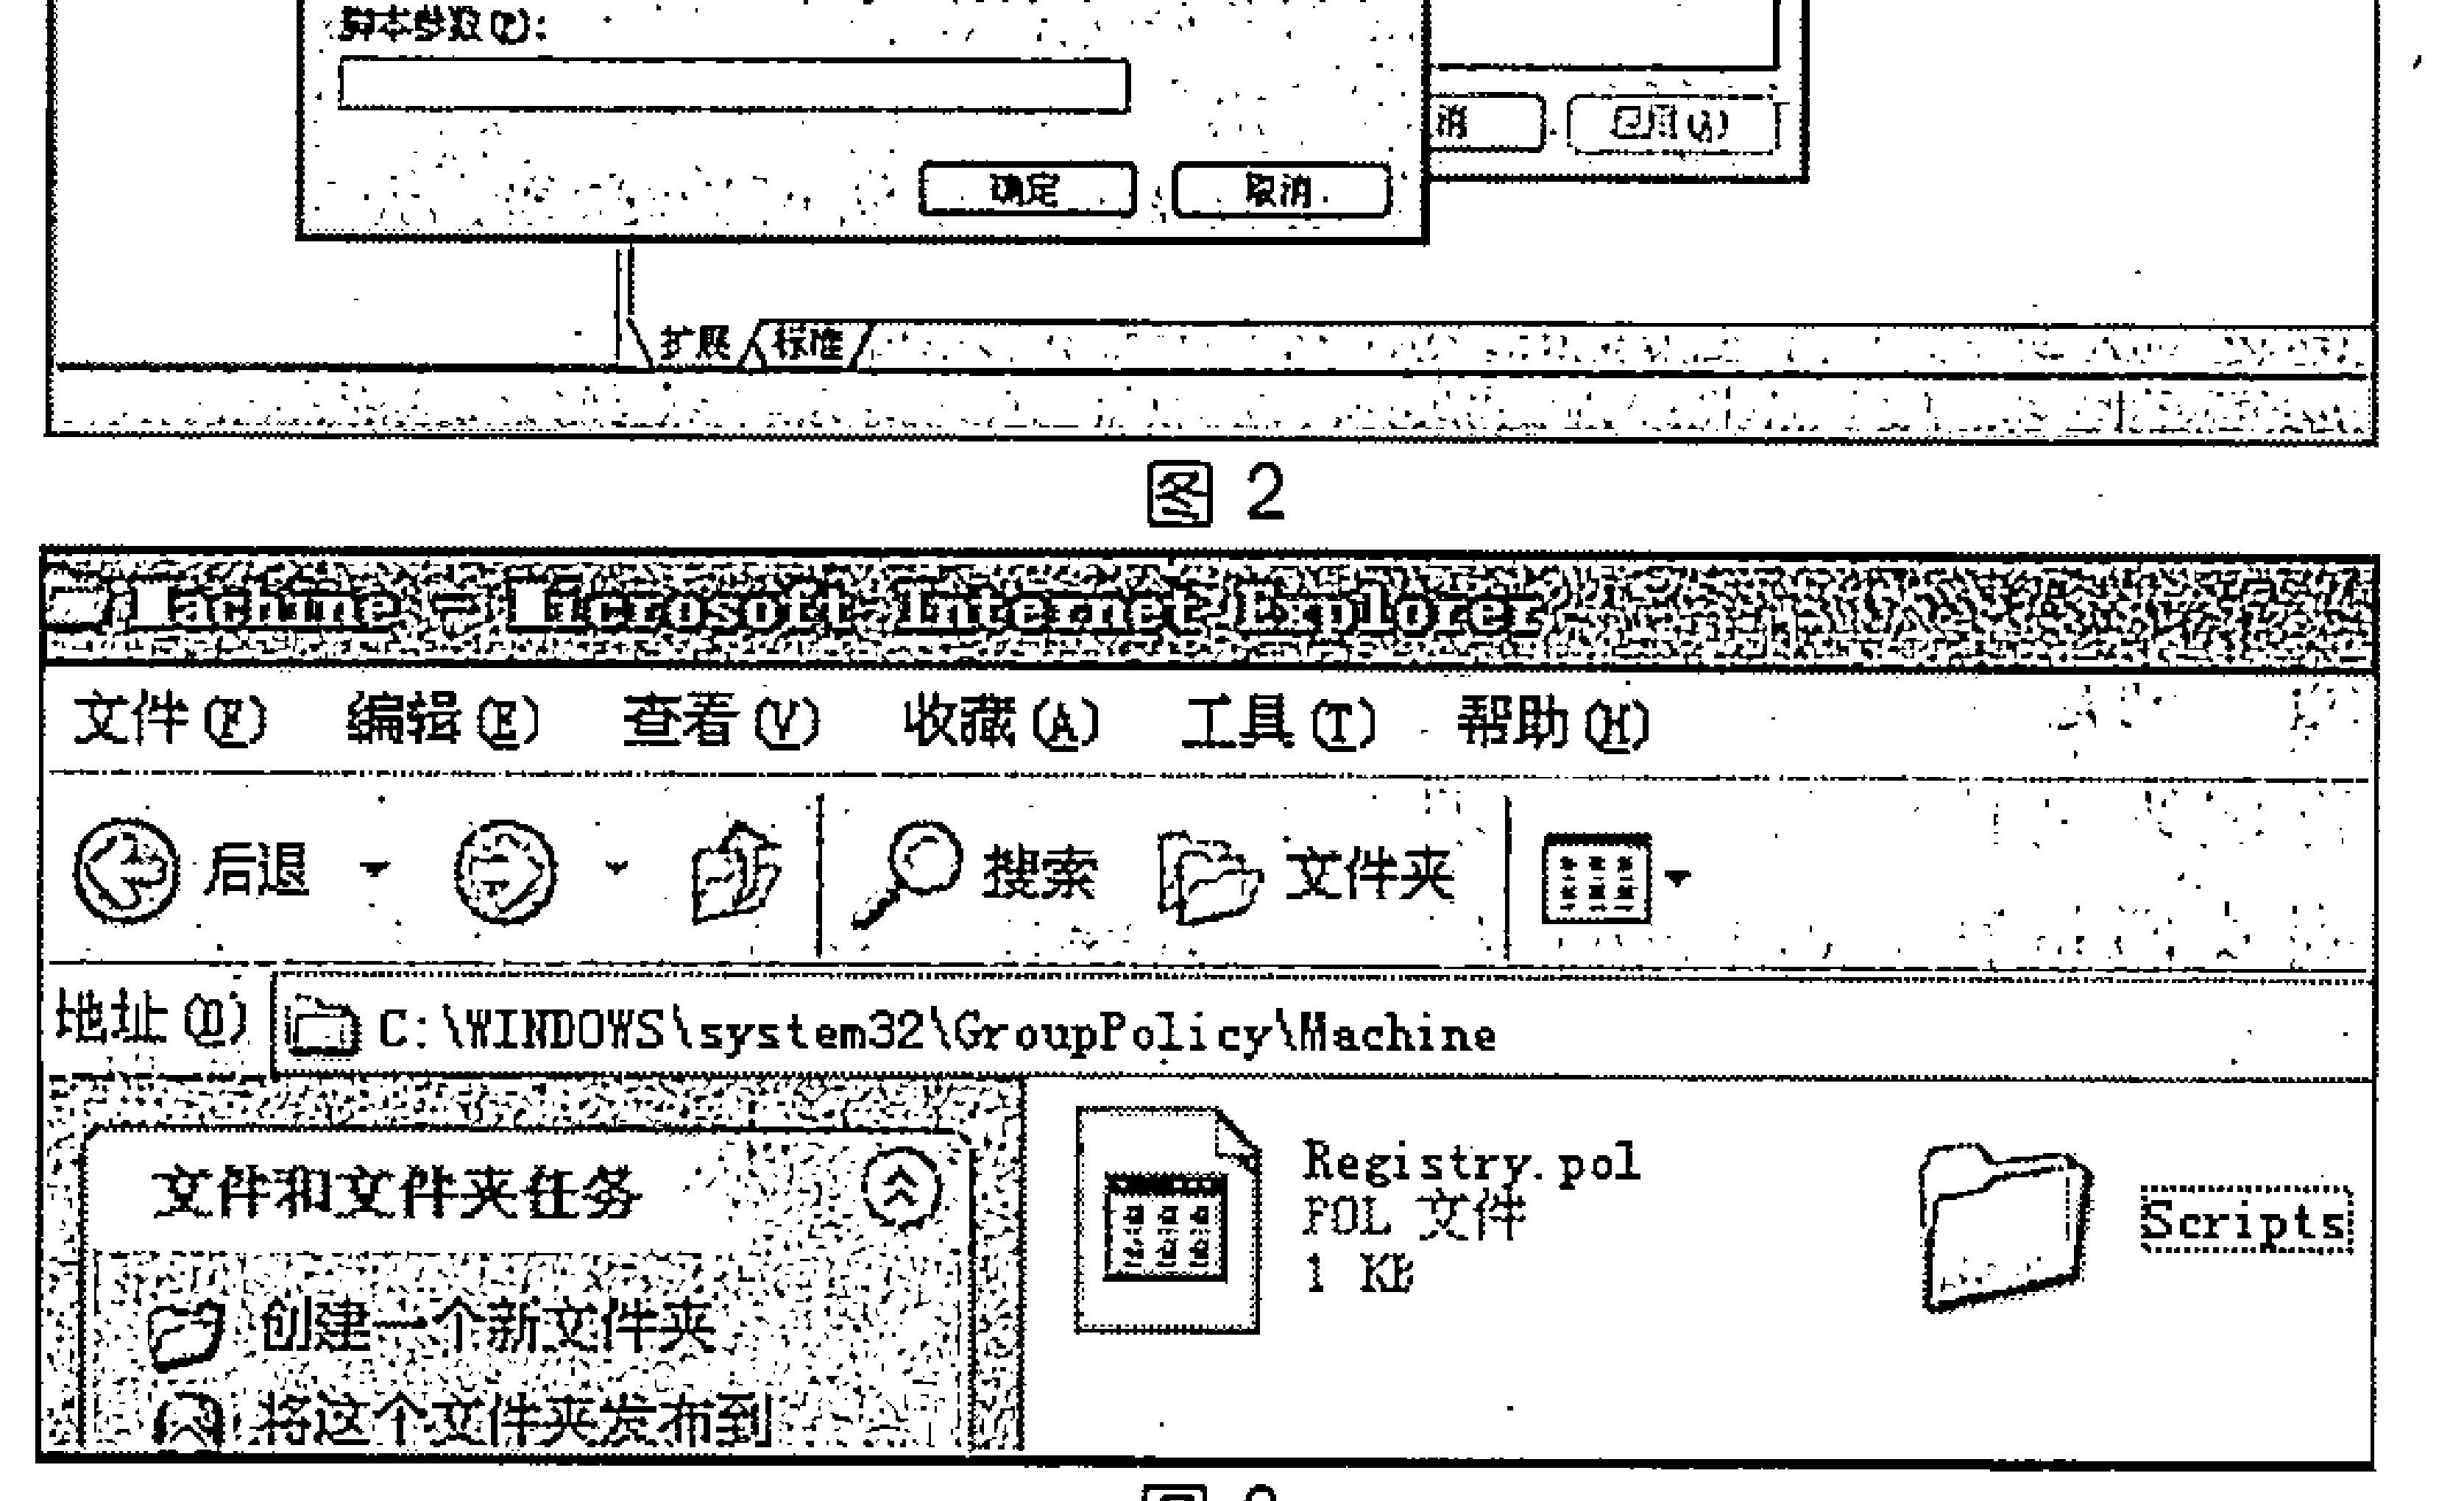 脚本参数(P):
消 应用(A)
确定 取消
扩展 标准
图 2
Machine - Microsoft Internet Explorer
文件(F) 编辑(E) 查看(V) 收藏(A) 工具(T) 帮助(H)
后退 搜索 文件夹
地址(D) C:\WINDOWS\system32\GroupPolicy\Machine
文件和文件夹任务
Registry.pol
POL 文件
1 KB
Scripts
创建一个新文件夹
将这个文件夹发布到